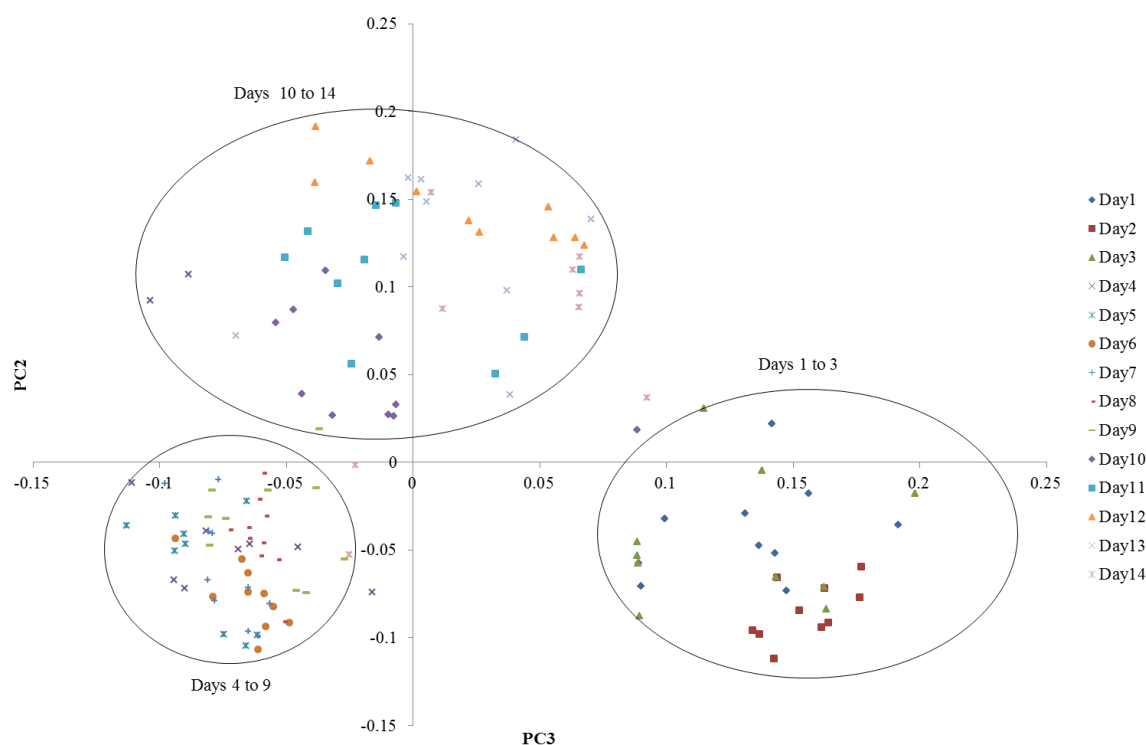 0.25
Days 10 to 14
0.2
0.15
0.1
0.05
Days 1 to 3
PC2
0
-0.15
-0.1
-0.05
0
0.05
0.1
0.15
0.2
0.25
-0.05
-0.1
Days 4 to 9
-0.15
PC3
Day1
Day2
Day3
Day4
Day5
Day6
Day7
Day8
Day9
Day10
Day11
Day12
Day13
Day14